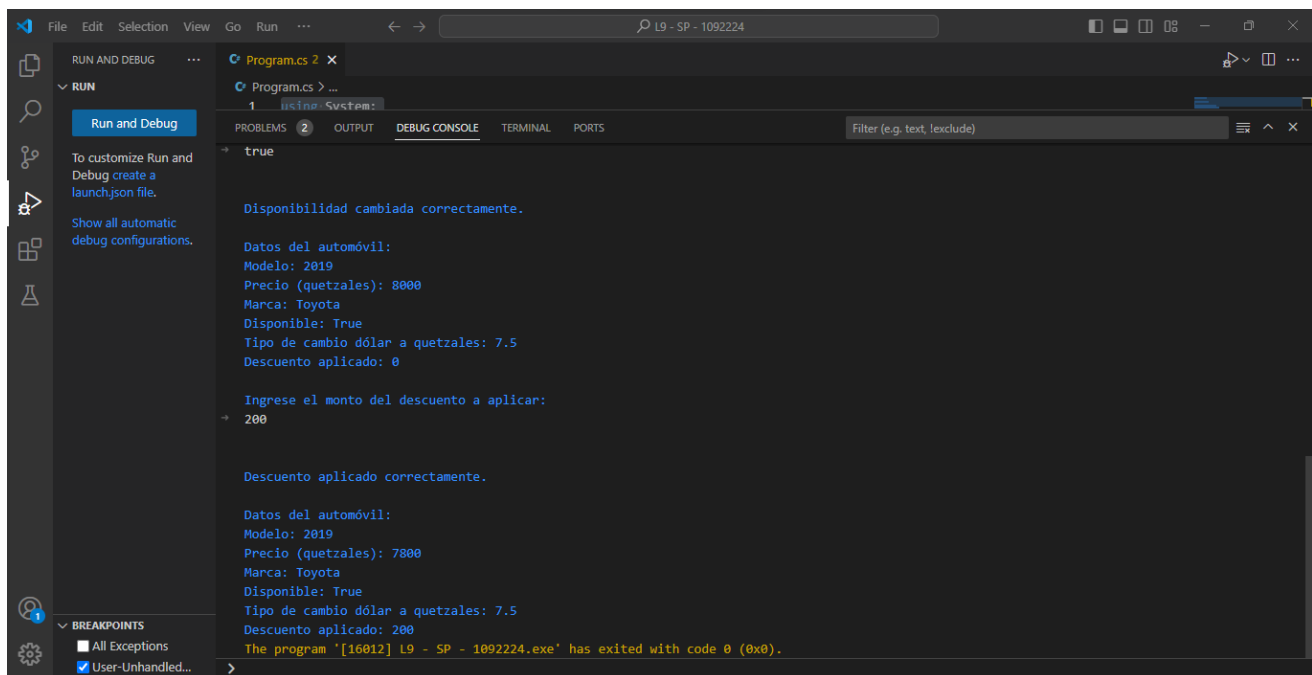 File Edit Selection View Go Run ··· ← → L9 - SP - 1092224
RUN AND DEBUG ···
RUN
Run and Debug
To customize Run and
Debug create a
launch.json file.
Show all automatic
debug configurations.
Program.cs 2 ×
Program.cs > ...
1 using System;
PROBLEMS 2 OUTPUT DEBUG CONSOLE TERMINAL PORTS Filter (e.g. text, !exclude)
true
Disponibilidad cambiada correctamente.
Datos del automóvil:
Modelo: 2019
Precio (quetzales): 8000
Marca: Toyota
Disponible: True
Tipo de cambio dólar a quetzales: 7.5
Descuento aplicado: 0
Ingrese el monto del descuento a aplicar:
200
Descuento aplicado correctamente.
Datos del automóvil:
Modelo: 2019
Precio (quetzales): 7800
Marca: Toyota
Disponible: True
Tipo de cambio dólar a quetzales: 7.5
Descuento aplicado: 200
The program '[16012] L9 - SP - 1092224.exe' has exited with code 0 (0x0).
>
1
BREAKPOINTS
All Exceptions
User-Unhandled...